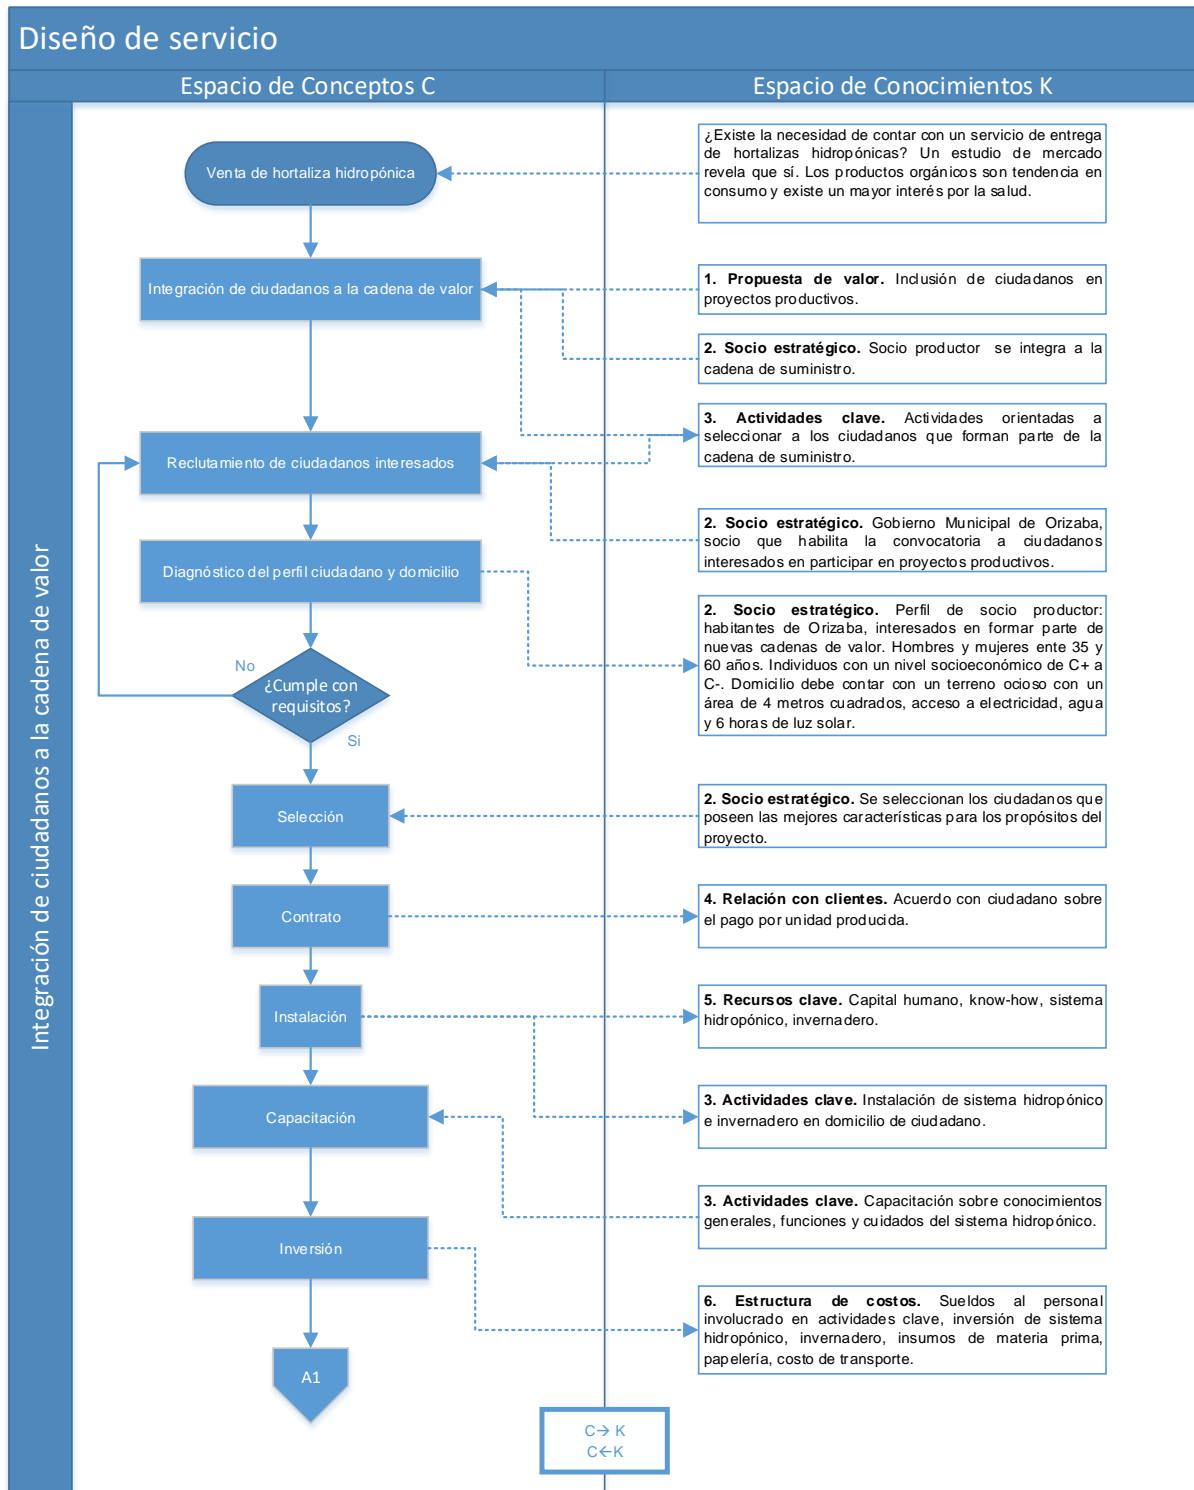 Diseño de servicio
Espacio de Conceptos C
Espacio de Conocimientos K
Integración de ciudadanos a la cadena de valor
Venta de hortaliza hidropónica
¿Existe la necesidad de contar con un servicio de entrega
de hortalizas hidropónicas? Un estudio de mercado
revela que sí. Los productos orgánicos son tendencia en
consumo y existe un mayor interés por la salud.
Integración de ciudadanos a la cadena de valor
1. Propuesta de valor. Inclusión de ciudadanos en
proyectos productivos.
2. Socio estratégico. Socio productor se integra a la
cadena de suministro.
3. Actividades clave. Actividades orientadas a
seleccionar a los ciudadanos que forman parte de la
cadena de suministro.
Reclutamiento de ciudadanos interesados
2. Socio estratégico. Gobierno Municipal de Orizaba,
socio que habilita la convocatoria a ciudadanos
interesados en participar en proyectos productivos.
Diagnóstico del perfil ciudadano y domicilio
2. Socio estratégico. Perfil de socio productor:
habitantes de Orizaba, interesados en formar parte de
nuevas cadenas de valor. Hombres y mujeres ente 35 y
60 años. Individuos con un nivel socioeconómico de C+ a
C-. Domicilio debe contar con un terreno ocioso con un
área de 4 metros cuadrados, acceso a electricidad, agua
y 6 horas de luz solar.
No
¿Cumple con
requisitos?
Si
Selección
2. Socio estratégico. Se seleccionan los ciudadanos que
poseen las mejores características para los propósitos del
proyecto.
Contrato
4. Relación con clientes. Acuerdo con ciudadano sobre
el pago por unidad producida.
Instalación
5. Recursos clave. Capital humano, know-how, sistema
hidropónico, invernadero.
Capacitación
3. Actividades clave. Instalación de sistema hidropónico
e invernadero en domicilio de ciudadano.
3. Actividades clave. Capacitación sobre conocimientos
generales, funciones y cuidados del sistema hidropónico.
Inversión
6. Estructura de costos. Sueldos al personal
involucrado en actividades clave, inversión de sistema
hidropónico, invernadero, insumos de materia prima,
papelería, costo de transporte.
A1
C→ K
C←K